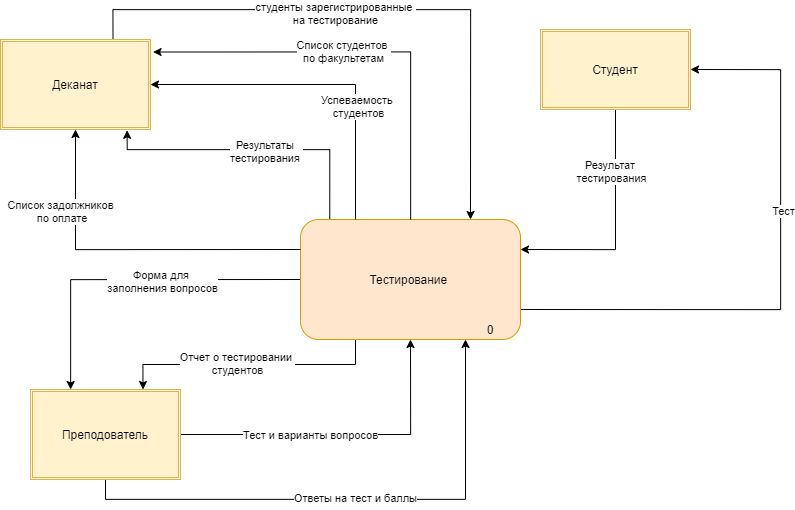 студенты зарегистрированные
на тестирование
Список студентов
по факультетам
Деканат
Студент
Успеваемость
студентов
Результаты
тестирования
Результат
тестирования
Список задолжников
по оплате
Тест
Форма для
заполнения вопросов
Тестирование
0
Отчет о тестировании
студентов
Преподователь
Тест и варианты вопросов
Ответы на тест и баллы